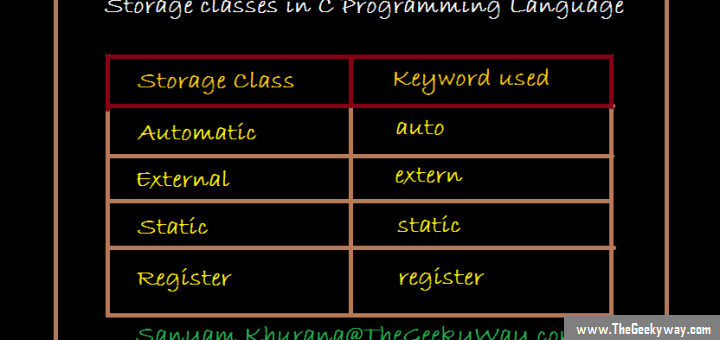 Storage classes in C Programming Language
Storage Class Keyword used
Automatic auto
External extern
Static static
Register register
Sanyam Khurana@TheGeekyWay.com
www.TheGeekyway.com